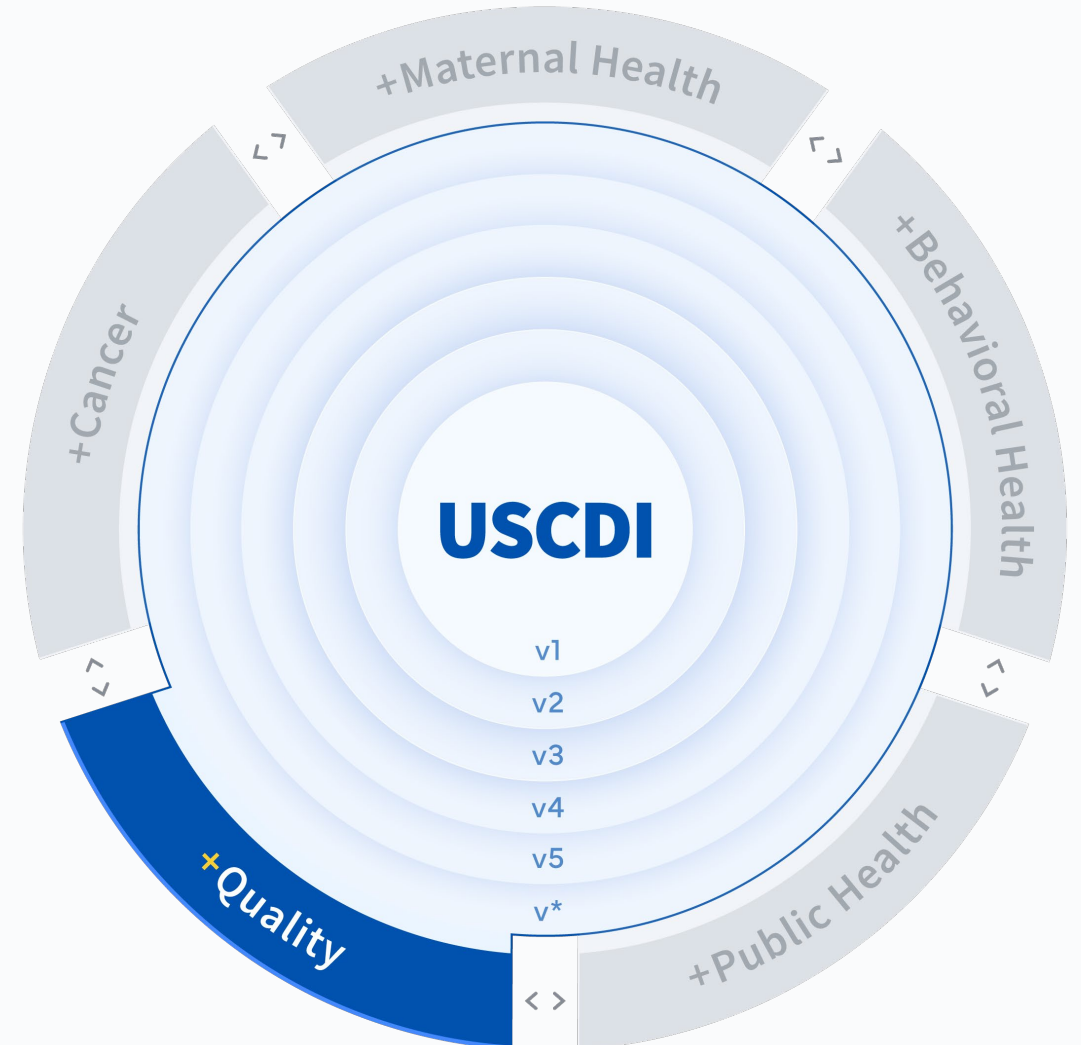 +Maternal Health
+Behavioral Health
+Cancer
USCDI
v1
v2
v3
v4
v5
v*
+Quality
+Public Health